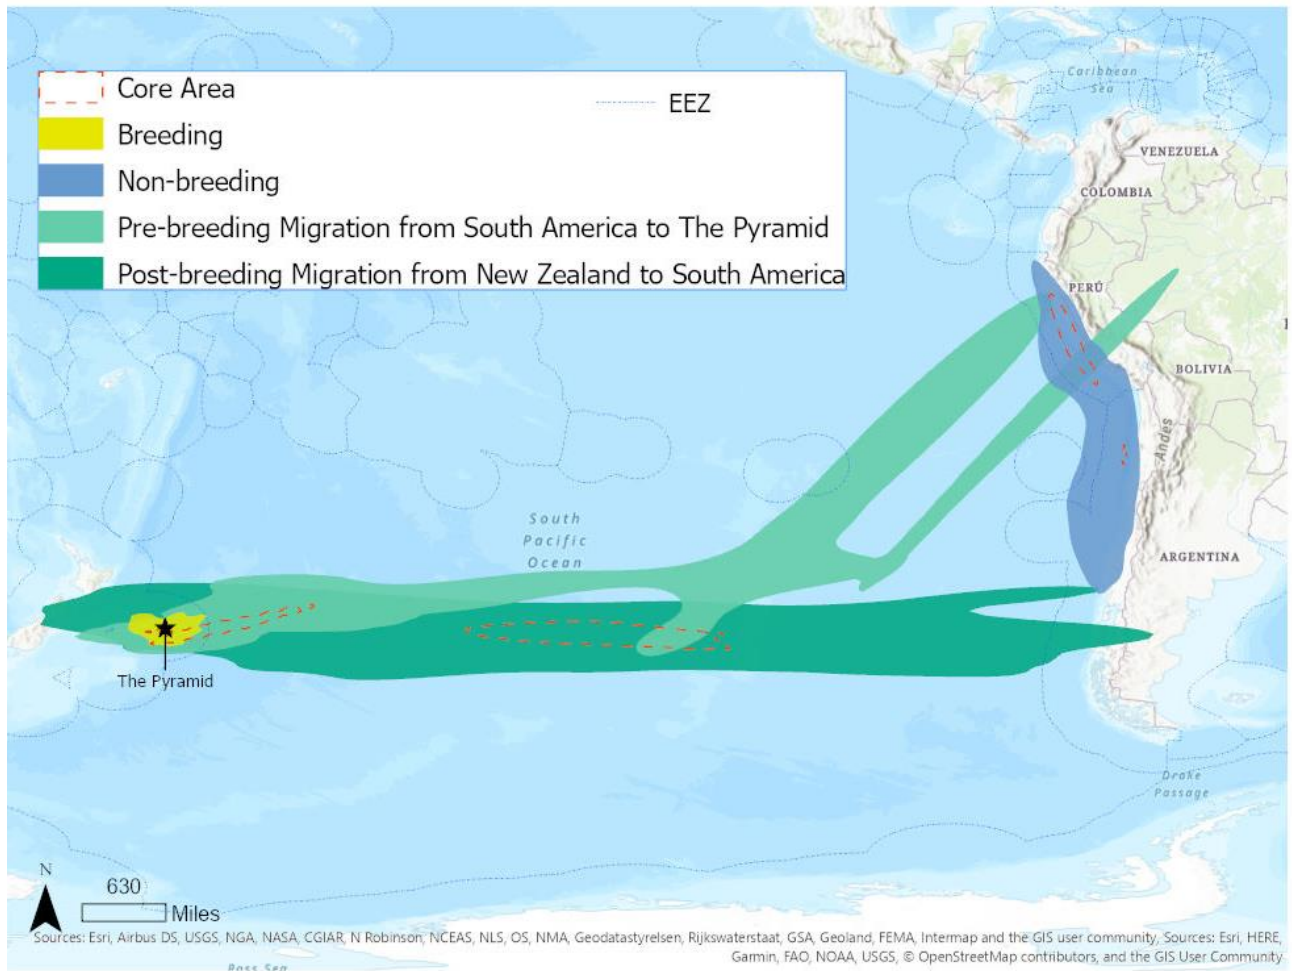 Caribbean
Sea
Core Area
EEZ
Breeding
VENEZUELA
Non-breeding
COLOMBIA
Pre-breeding Migration from South America to The Pyramid
Post-breeding Migration from New Zealand to South America
PERÚ
BOLIVIA
Andes
South
Pacific
Ocean
ARGENTINA
The Pyramid
Drake
Passage
N
630
Miles
Sources: Esri, Airbus DS, USGS, NGA, NASA, CGIAR, N Robinson, NCEAS, NLS, OS, NMA, Geodatastyrelsen, Rijkswaterstaat, GSA, Geoland, FEMA, Intermap and the GIS user community, Sources: Esri, HERE,
Garmin, FAO, NOAA, USGS, © OpenStreetMap contributors, and the GIS User Community
Ross Sea